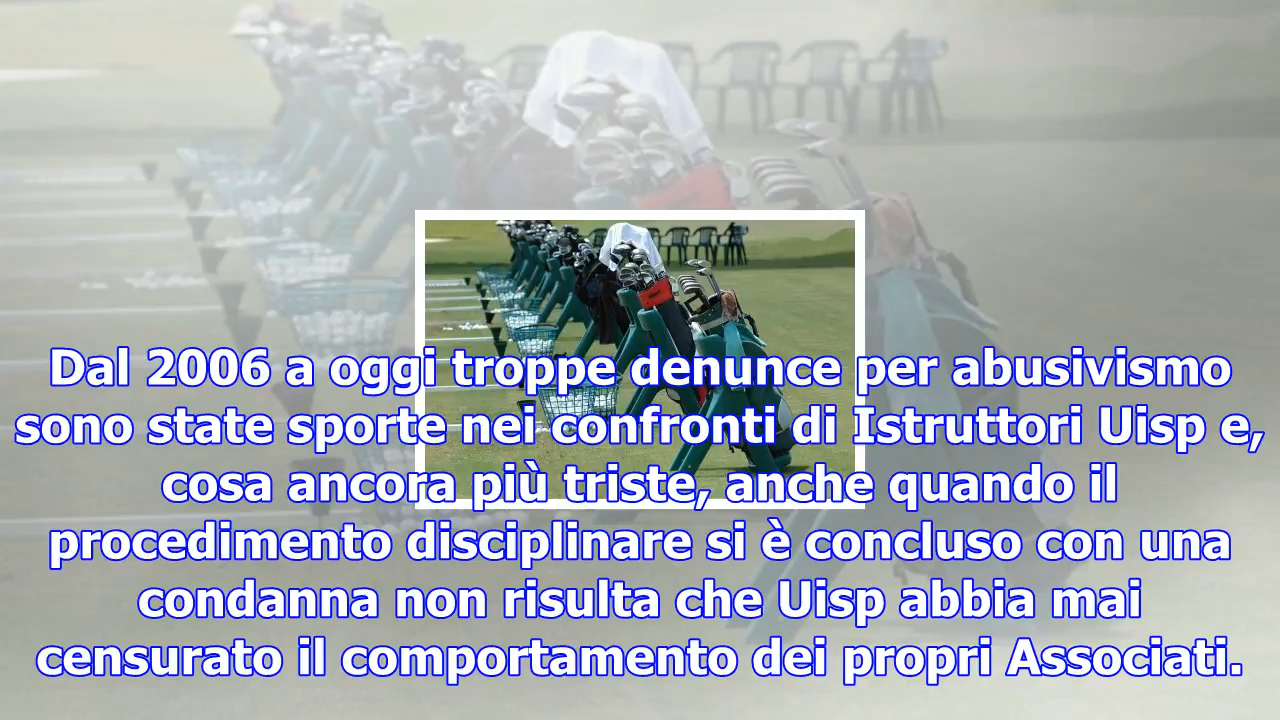 Dal 2006 a oggi troppe denunce per abusivismo
sono state sporte nei confronti di Istruttori Uisp e,
cosa ancora più triste, anche quando il
procedimento disciplinare si è concluso con una
condanna non risulta che Uisp abbia mai
censurato il comportamento dei propri Associati.